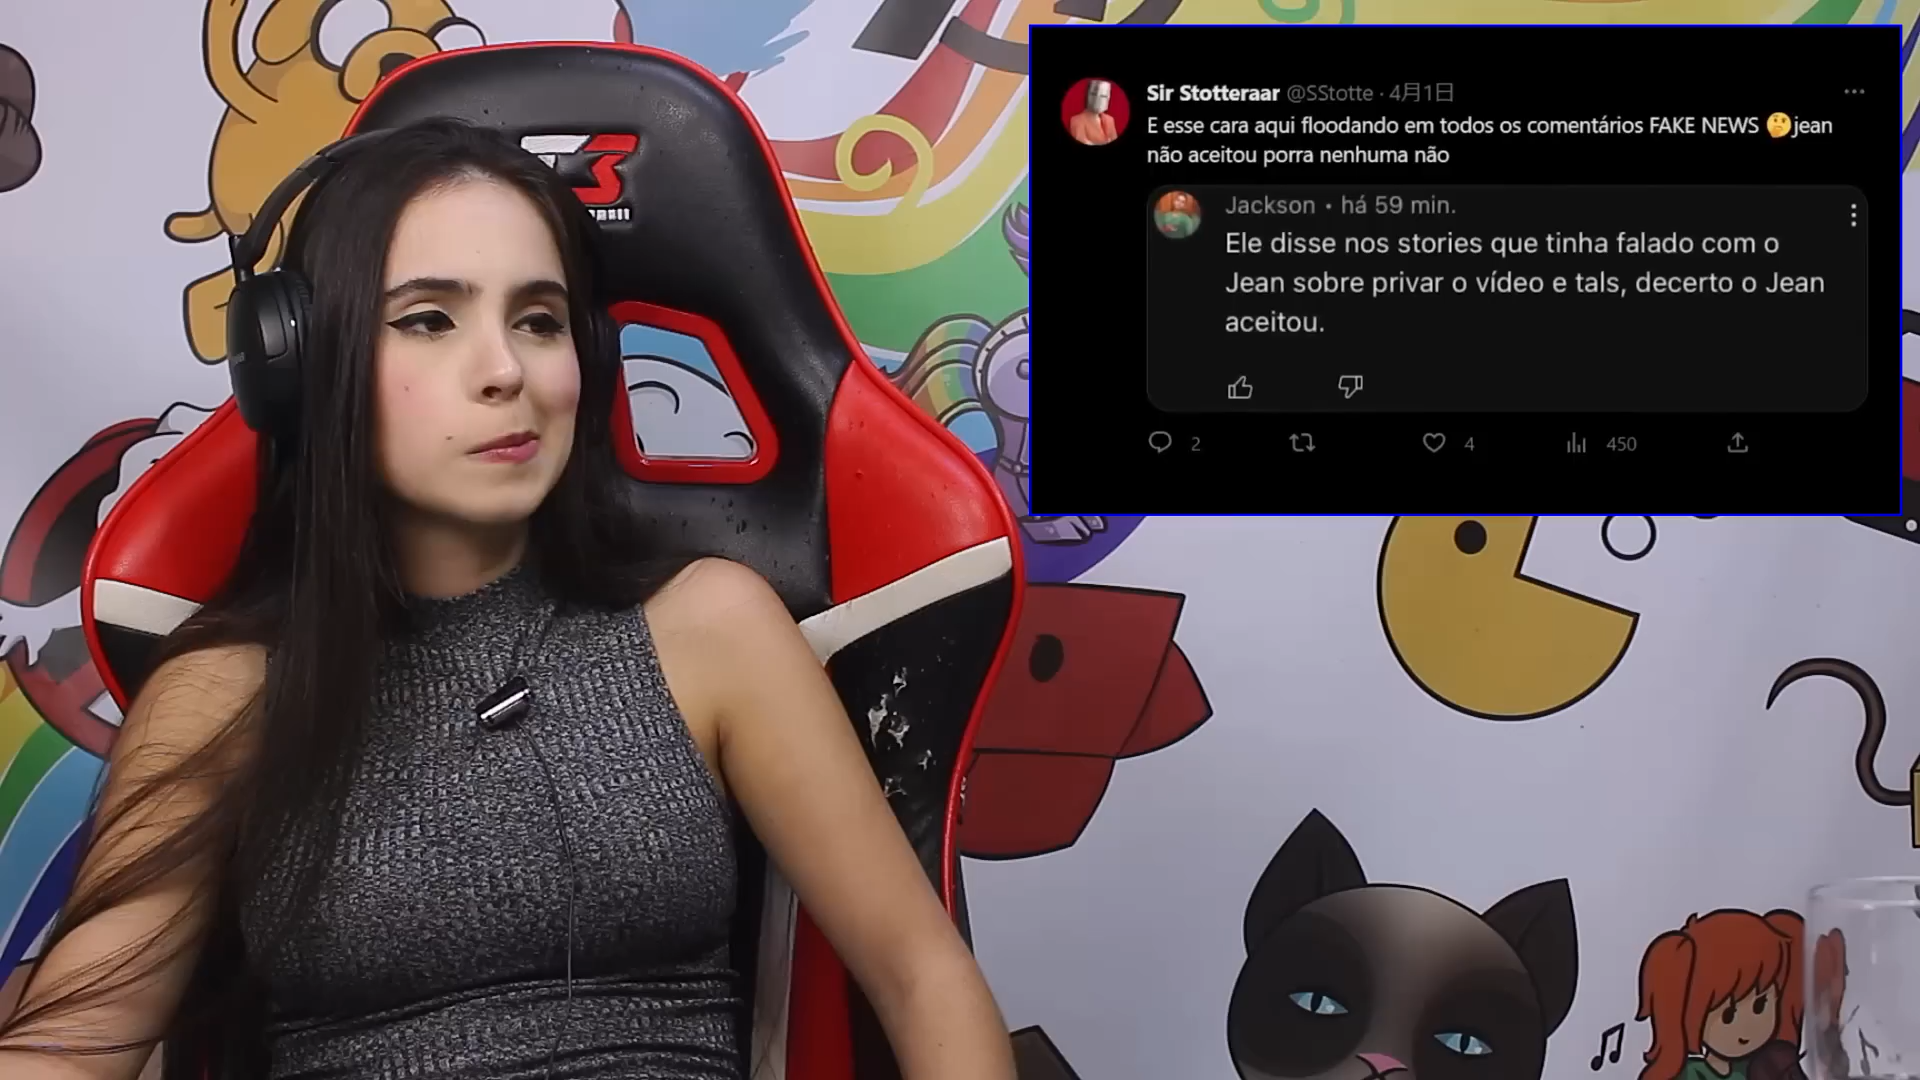 Sir Stotteraar @SStotte · 4月1日
E esse cara aqui floodando em todos os comentários FAKE NEWS 🤔jean
não aceitou porra nenhuma não
Jackson • há 59 min.
Ele disse nos stories que tinha falado com o
Jean sobre privar o vídeo e tals, decerto o Jean
aceitou.
2
4
450
T3